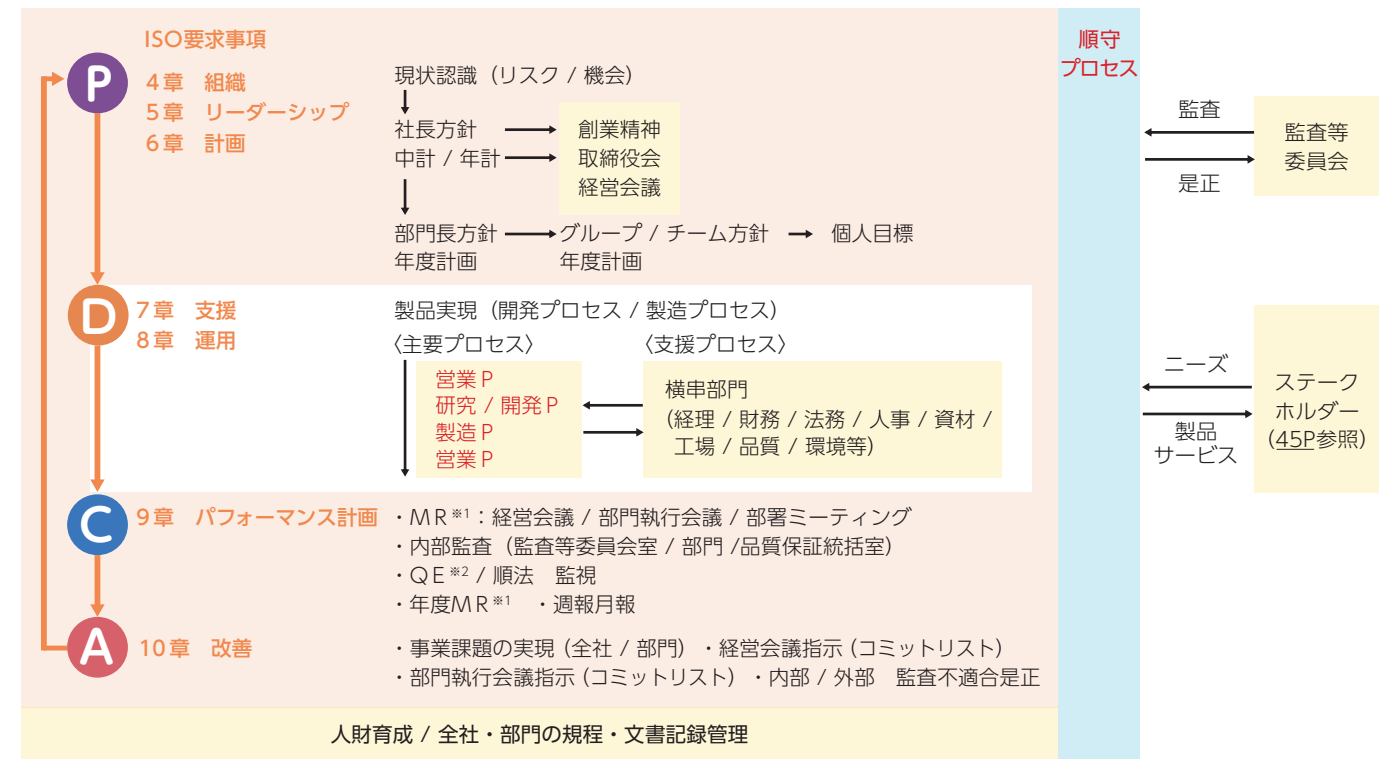 ISO要求事項
P
4章 組織
5章 リーダーシップ
6章 計画
現状認識（リスク / 機会）
社長方針
中計 / 年計
創業精神
取締役会
経営会議
部門長方針
年度計画
グループ / チーム方針
年度計画
個人目標
D
7章 支援
8章 運用
製品実現（開発プロセス / 製造プロセス）
〈主要プロセス〉
営業P
研究 / 開発P
製造P
営業P
〈支援プロセス〉
横串部門
（経理 / 財務 / 法務 / 人事 / 資材 /
工場 / 品質 / 環境等）
C
9章 パフォーマンス計画
・MR※1：経営会議 / 部門執行会議 / 部署ミーティング
・内部監査（監査等委員会室 / 部門 /品質保証統括室）
・QE※2 / 順法 監視
・年度MR※1 ・週報月報
A
10章 改善
・事業課題の実現（全社 / 部門）・経営会議指示（コミットリスト）
・部門執行会議指示（コミットリスト）・内部 / 外部 監査不適合是正
人財育成 / 全社・部門の規程・文書記録管理
順守
プロセス
監査
是正
監査等
委員会
ニーズ
製品
サービス
ステーク
ホルダー
（45P参照）